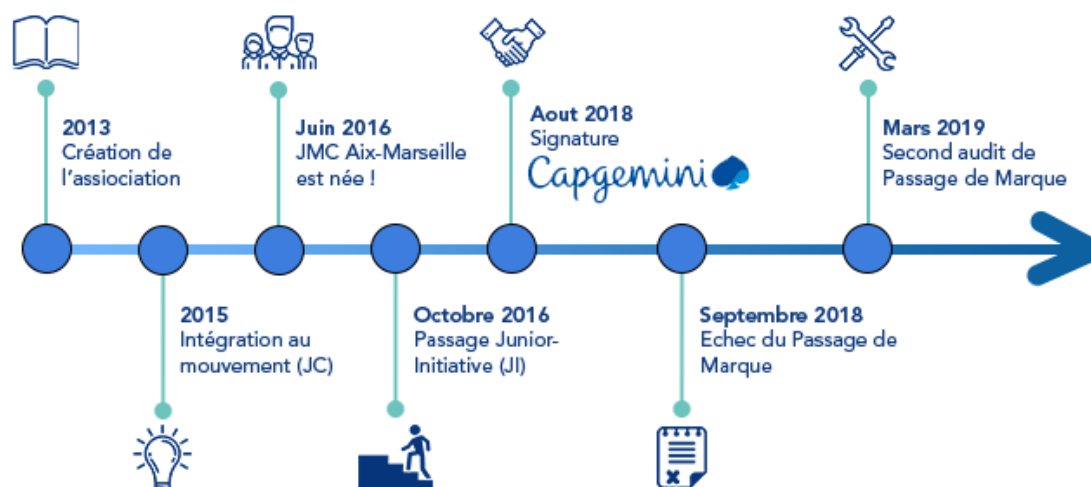 2013
Création de
l'assiociation
2015
Intégration au
mouvement (JC)
Juin 2016
JMC Aix-Marseille
est née !
Octobre 2016
Passage Junior-
Initiative (JI)
Aout 2018
Signature
Capgemini
Septembre 2018
Echec du Passage de
Marque
Mars 2019
Second audit de
Passage de Marque